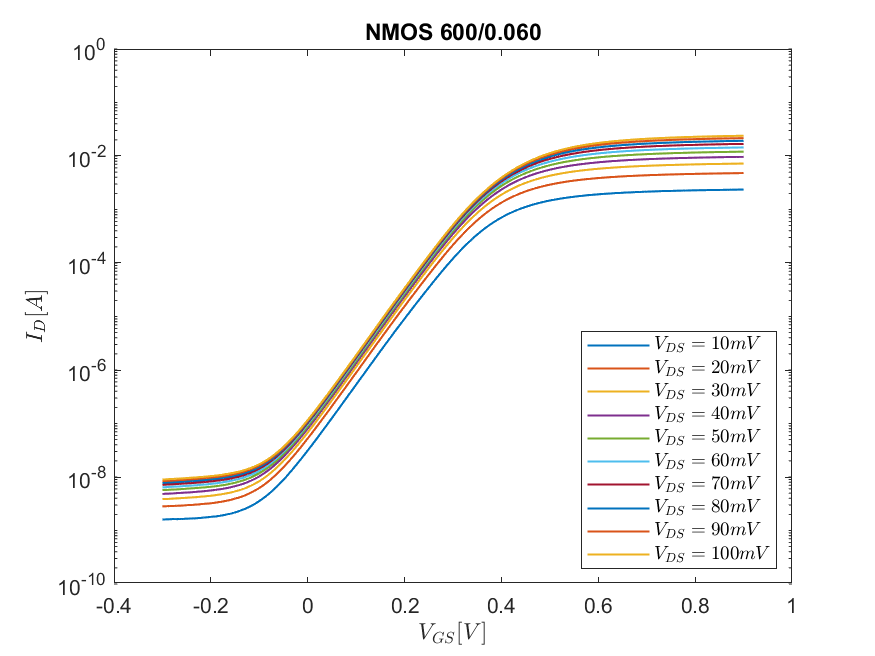 NMOS 600/0.060
10^0
10^-2
10^-4
10^-6
10^-8
10^-10
I_D[A]
-0.4 -0.2 0 0.2 0.4 0.6 0.8 1
V_GS[V]
V_DS = 10mV
V_DS = 20mV
V_DS = 30mV
V_DS = 40mV
V_DS = 50mV
V_DS = 60mV
V_DS = 70mV
V_DS = 80mV
V_DS = 90mV
V_DS = 100mV